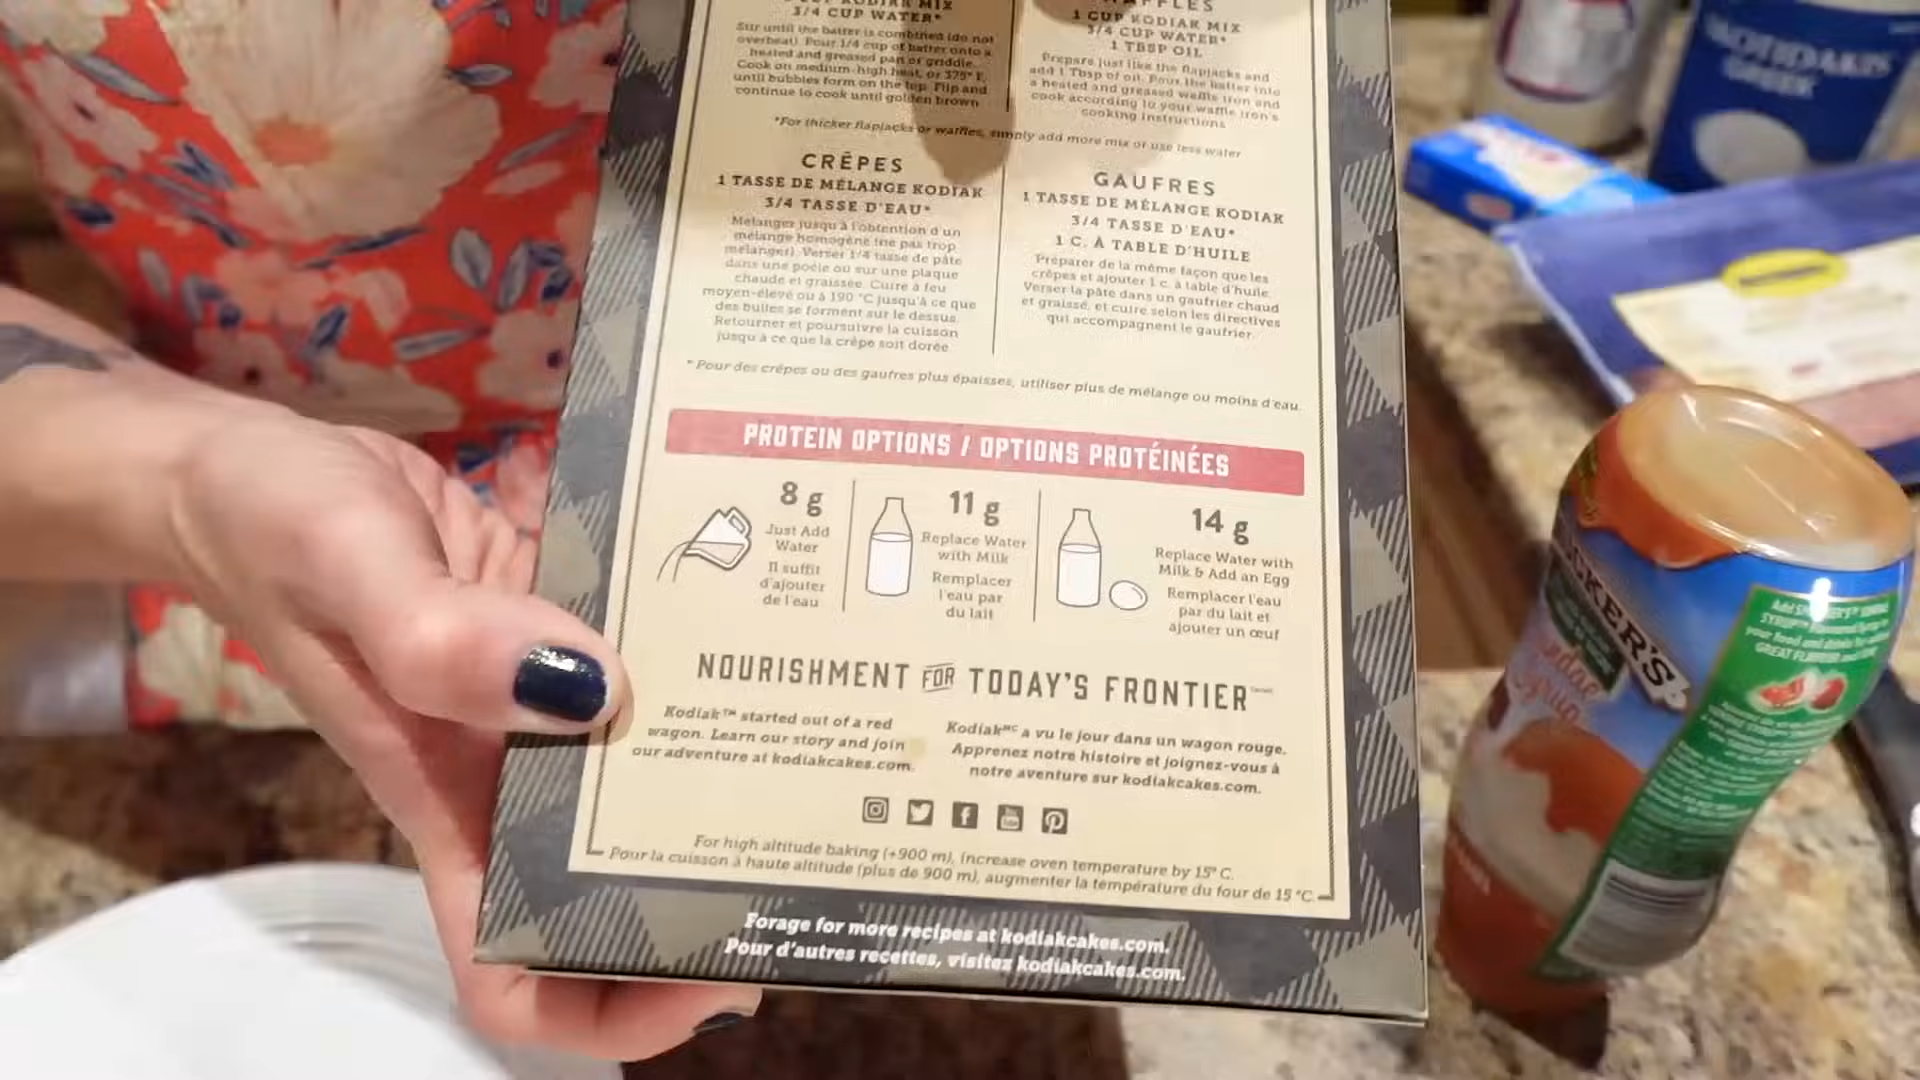 KODIAK MIX
3/4 CUP WATER*
Stir until the batter is combined (do not
overbeat). Pour 1/4 cup of batter onto a
heated and greased pan or griddle.
Cook on medium-high heat, or 375° F,
until bubbles form on the top. Flip and
continue to cook until golden brown
WAFFLES
1 CUP KODIAK MIX
3/4 CUP WATER*
1 TBSP OIL
Prepare just like the flapjacks and
add 1 Tbsp of oil. Pour the batter into
a heated and greased waffle iron and
cook according to your waffle iron's
cooking instructions
*For thicker flapjacks or waffles, simply add more mix or use less water
CRÊPES
1 TASSE DE MÉLANGE KODIAK
3/4 TASSE D'EAU*
Mélanger jusqu'à l'obtention d'un
mélange homogène (ne pas trop
mélanger). Verser 1/4 tasse de pâte
dans une poêle ou sur une plaque
chaude et graissée. Cuire à feu
moyen-élevé ou à 190 °C jusqu'à ce que
des bulles se forment sur le dessus.
Retourner et poursuivre la cuisson
jusqu'à ce que la crêpe soit dorée
GAUFRES
1 TASSE DE MÉLANGE KODIAK
3/4 TASSE D'EAU*
1 C. À TABLE D'HUILE
Préparer de la même façon que les
crêpes et ajouter 1 c. à table d'huile.
Verser la pâte dans un gaufrier chaud
et graissé, et cuire selon les directives
qui accompagnent le gaufrier.
* Pour des crêpes ou des gaufres plus épaisses, utiliser plus de mélange ou moins d'eau.
PROTEIN OPTIONS / OPTIONS PROTÉINÉES
8 g
Just Add
Water
Il suffit
d'ajouter
de l'eau
11 g
Replace Water
with Milk
Remplacer
l'eau par
du lait
14 g
Replace Water with
Milk & Add an Egg
Remplacer l'eau
par du lait et
ajouter un œuf
NOURISHMENT FOR TODAY'S FRONTIER
Kodiak™ started out of a red
wagon. Learn our story and join
our adventure at kodiakcakes.com.
Kodiakᴹᶜ a vu le jour dans un wagon rouge.
Apprenez notre histoire et joignez-vous à
notre aventure sur kodiakcakes.com.
For high altitude baking (+900 m), increase oven temperature by 15° C.
Pour la cuisson à haute altitude (plus de 900 m), augmenter la température du four de 15 °C.
Forage for more recipes at kodiakcakes.com.
Pour d'autres recettes, visitez kodiakcakes.com.
CKER'S
Syrup
GREAT FLAVOUR